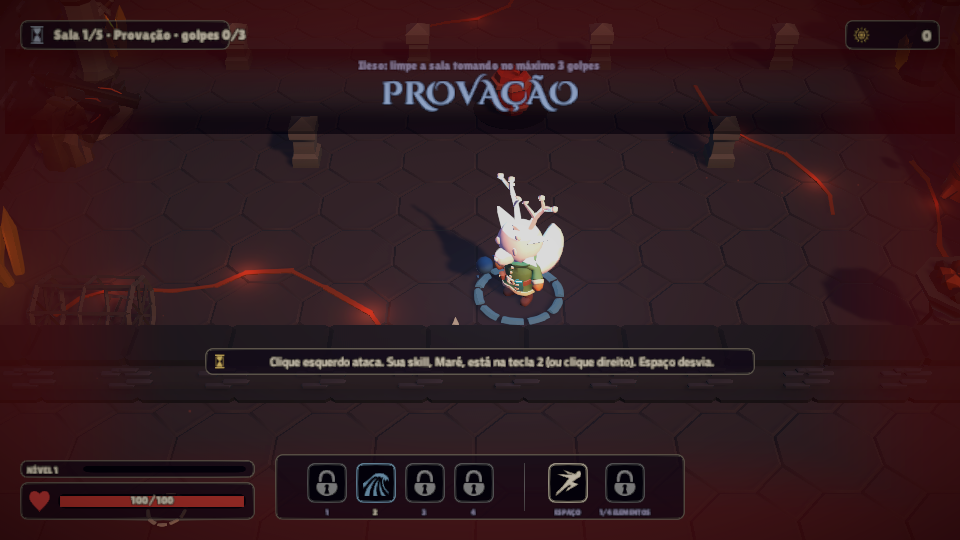 Sala 1/5 · Provação · golpes 0/3
0
Ileso: limpe a sala tomando no máximo 3 golpes
PROVAÇÃO
Clique esquerdo ataca. Sua skill, Maré, está na tecla 2 (ou clique direito). Espaço desvia.
NÍVEL 1
100/100
1
2
3
4
ESPAÇO
1/4 ELEMENTOS